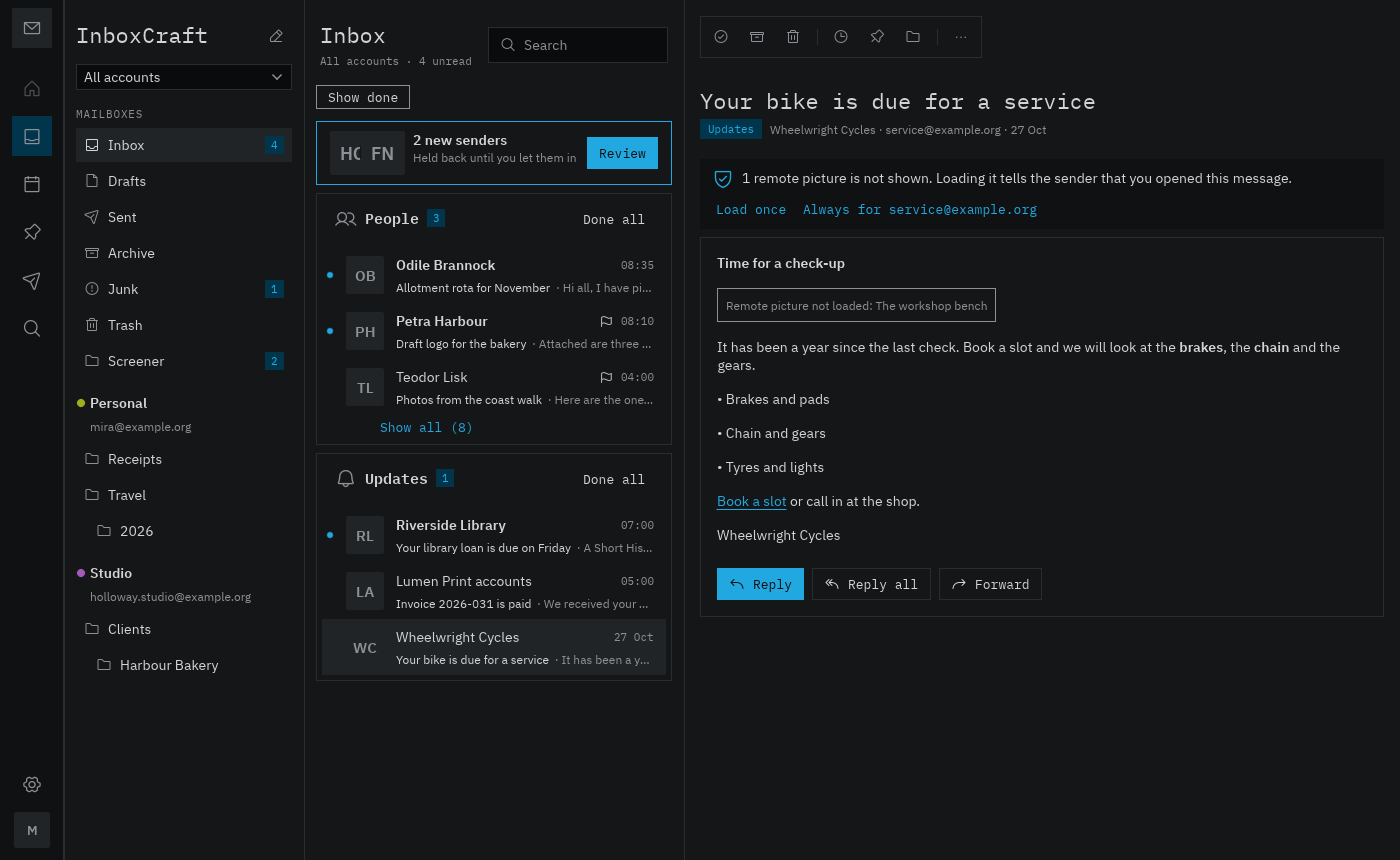 InboxCraft
All accounts
MAILBOXES
Inbox 4
Drafts
Sent
Archive
Junk 1
Trash
Screener 2
Personal
mira@example.org
Receipts
Travel
2026
Studio
holloway.studio@example.org
Clients
Harbour Bakery
M
Inbox
All accounts · 4 unread
Search
Show done
FN
2 new senders
Held back until you let them in
Review
People 3 Done all
OB
Odile Brannock 08:35
Allotment rota for November · Hi all, I have pi…
PH
Petra Harbour 08:10
Draft logo for the bakery · Attached are three …
TL
Teodor Lisk 04:00
Photos from the coast walk · Here are the one…
Show all (8)
Updates 1 Done all
RL
Riverside Library 07:00
Your library loan is due on Friday · A Short His…
LA
Lumen Print accounts 05:00
Invoice 2026-031 is paid · We received your …
WC
Wheelwright Cycles 27 Oct
Your bike is due for a service · It has been a y…
Your bike is due for a service
Updates Wheelwright Cycles · service@example.org · 27 Oct
1 remote picture is not shown. Loading it tells the sender that you opened this message.
Load once Always for service@example.org
Time for a check-up
Remote picture not loaded: The workshop bench
It has been a year since the last check. Book a slot and we will look at the brakes, the chain and the
gears.
• Brakes and pads
• Chain and gears
• Tyres and lights
Book a slot or call in at the shop.
Wheelwright Cycles
Reply Reply all Forward